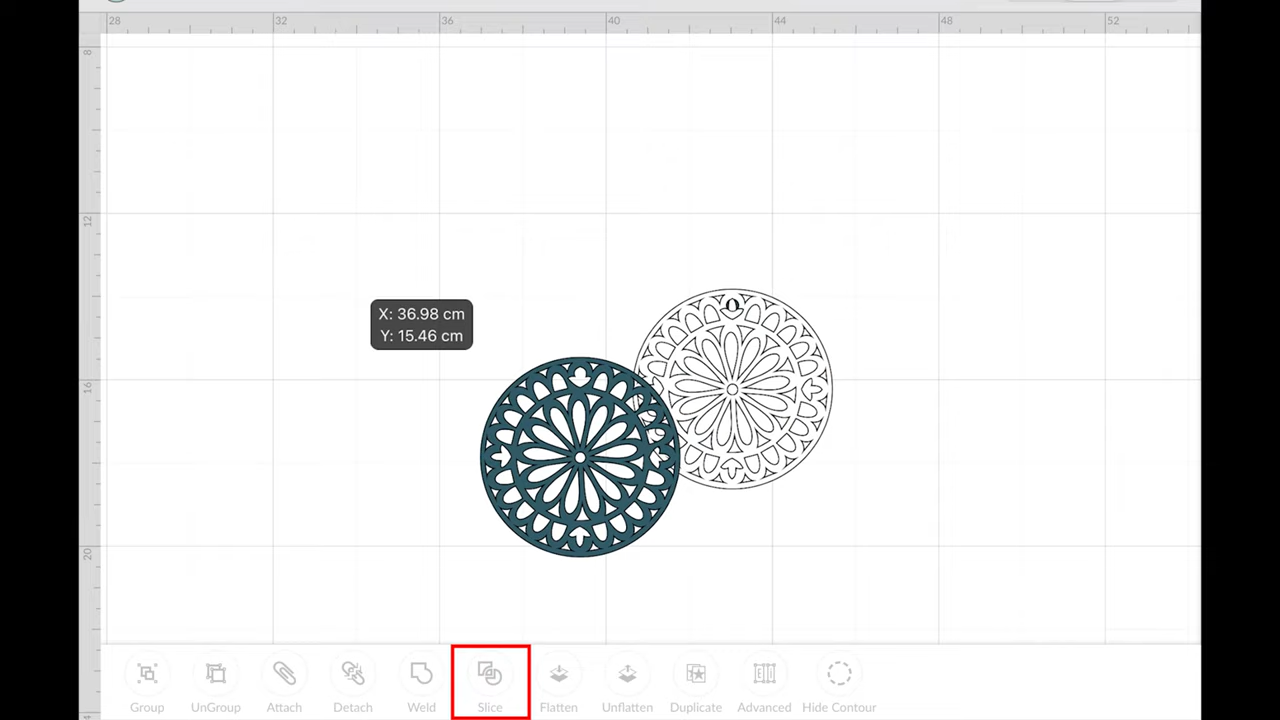 28 32 36 40 44 48 52
8
12
X: 36.98 cm
Y: 15.46 cm
16
20
Group UnGroup Attach Detach Weld Slice Flatten Unflatten Duplicate Advanced Hide Contour